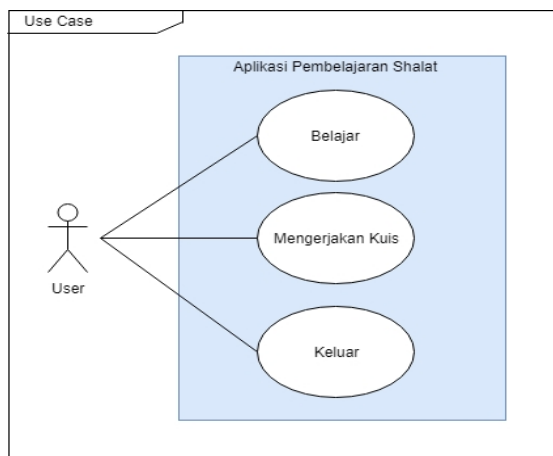 Use Case
Aplikasi Pembelajaran Shalat
Belajar
Mengerjakan Kuis
User
Keluar